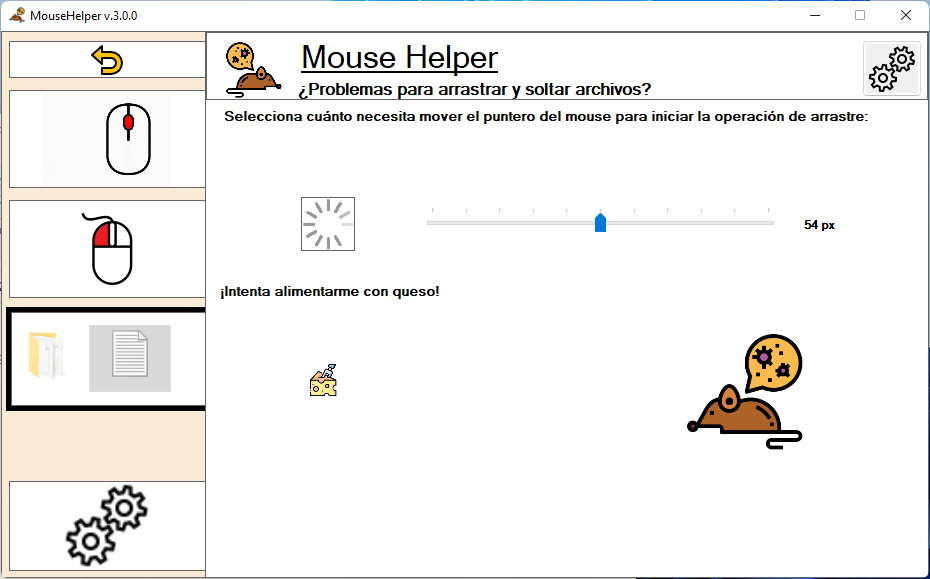 MouseHelper v.3.0.0
Mouse Helper
¿Problemas para arrastrar y soltar archivos?
Selecciona cuánto necesita mover el puntero del mouse para iniciar la operación de arrastre:
54 px
¡Intenta alimentarme con queso!